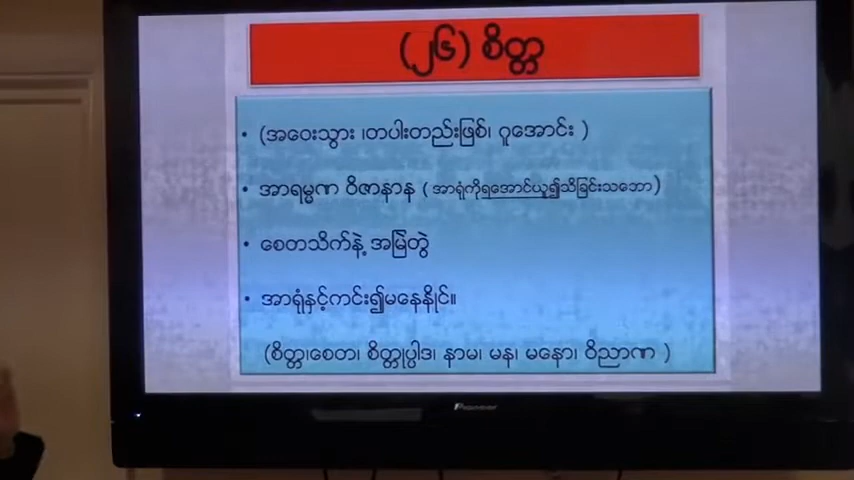 (၂၆) စိတ္တ
• (အဝေးသွား ၊တပါးတည်းဖြစ်၊ ဂူအောင်း )
• အာရမ္မဏ ဝိဇာနာန ( အာရုံကိုရအောင်ယူ၍သိခြင်းသဘော)
• စေတသိက်နဲ့ အမြဲတွဲ
• အာရုံနှင့်ကင်း၍မနေနိုင်။
(စိတ္တ၊စေတ၊ စိတ္တုပ္ပါဒ၊ နာမ၊ မန၊ မနော၊ ဝိညာဏ )
Pioneer